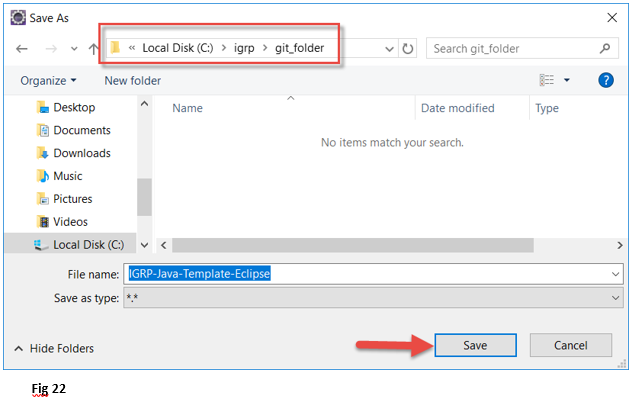 Save As
« Local Disk (C:) › igrp › git_folder
Search git_folder
Organize
New folder
?
Desktop
Documents
Downloads
Music
Pictures
Videos
Local Disk (C:)
Name
Date modified
Type
No items match your search.
File name: IGRP-Java-Template-Eclipse
Save as type: *.*
Hide Folders
Save
Cancel
Fig 22